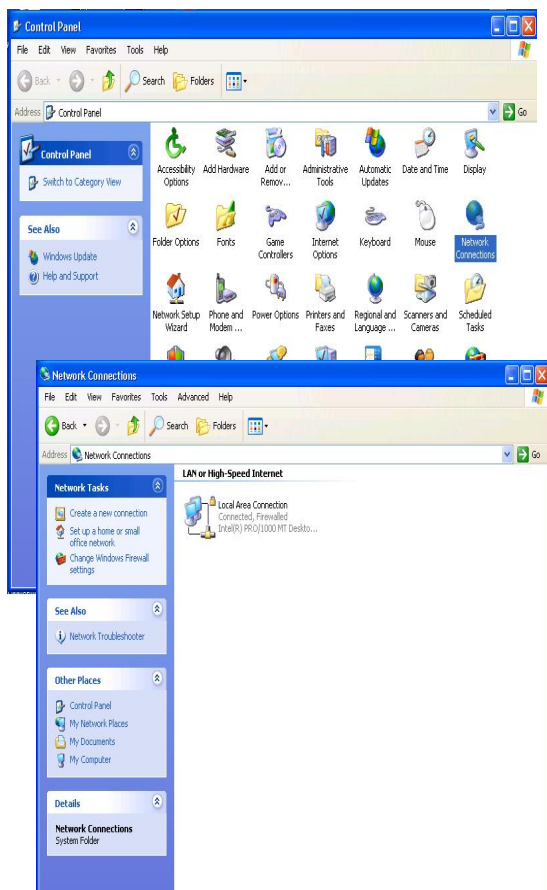 Control Panel
File Edit View Favorites Tools Help
Back Search Folders
Address Control Panel Go
Control Panel
Switch to Category View
See Also
Windows Update
Help and Support
Accessibility Options
Add Hardware
Add or Remov...
Administrative Tools
Automatic Updates
Date and Time
Display
Folder Options
Fonts
Game Controllers
Internet Options
Keyboard
Mouse
Network Connections
Network Setup Wizard
Phone and Modem ...
Power Options
Printers and Faxes
Regional and Language ...
Scanners and Cameras
Scheduled Tasks
Network Connections
File Edit View Favorites Tools Advanced Help
Back Search Folders
Address Network Connections Go
Network Tasks
Create a new connection
Set up a home or small
office network
Change Windows Firewall
settings
See Also
Network Troubleshooter
Other Places
Control Panel
My Network Places
My Documents
My Computer
Details
Network Connections
System Folder
LAN or High-Speed Internet
Local Area Connection
Connected, Firewalled
Intel(R) PRO/1000 MT Deskto...